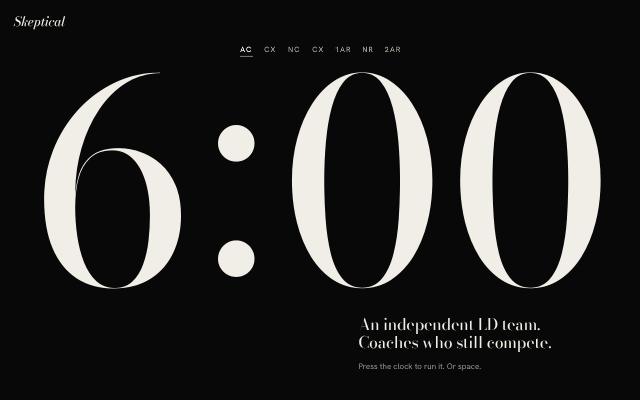 Skeptical
AC CX NC CX 1AR NR 2AR
6:00
An independent LD team.
Coaches who still compete.
Press the clock to run it. Or space.